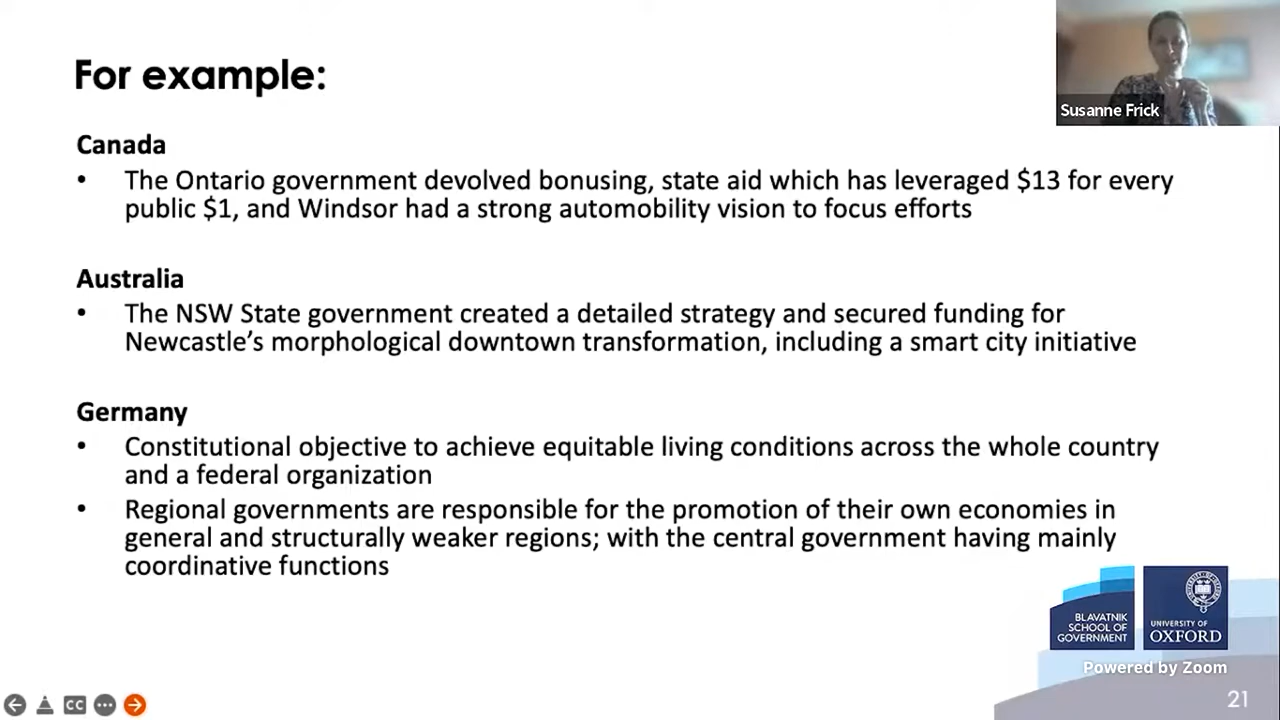 For example:
Susanne Frick
Canada
• The Ontario government devolved bonusing, state aid which has leveraged $13 for every
public $1, and Windsor had a strong automobility vision to focus efforts
Australia
• The NSW State government created a detailed strategy and secured funding for
Newcastle’s morphological downtown transformation, including a smart city initiative
Germany
• Constitutional objective to achieve equitable living conditions across the whole country
and a federal organization
• Regional governments are responsible for the promotion of their own economies in
general and structurally weaker regions; with the central government having mainly
coordinative functions
BLAVATNIK
SCHOOL OF
GOVERNMENT
UNIVERSITY OF
OXFORD
Powered by Zoom
21
CC